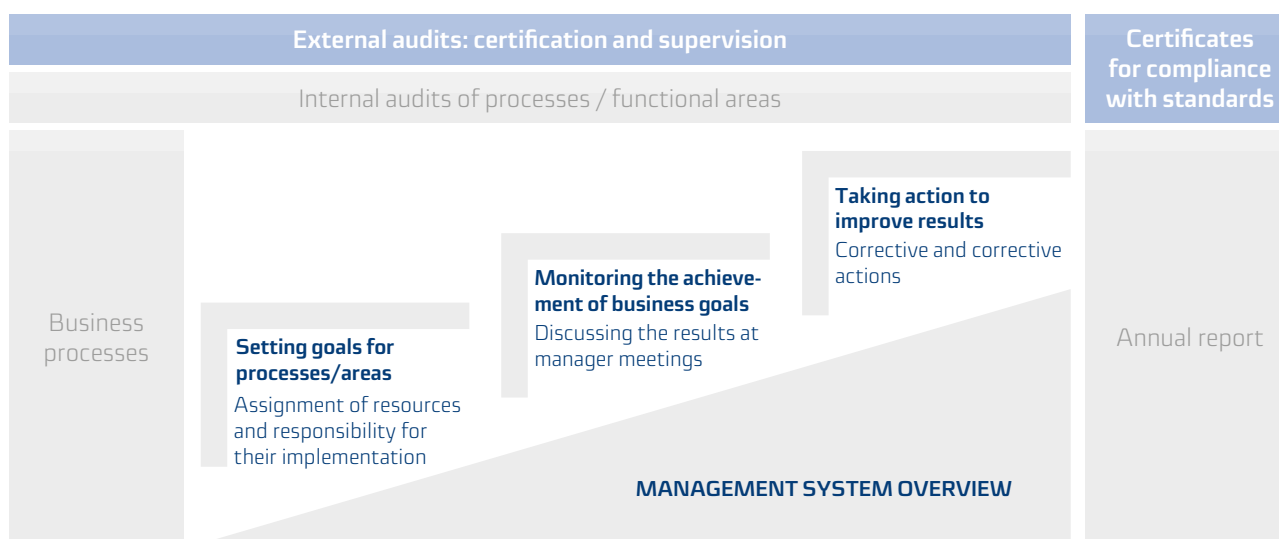 External audits: certification and supervision
Certificates
for compliance
with standards
Internal audits of processes / functional areas
Business
processes
Setting goals for
processes/areas
Assignment of resources
and responsibility for
their implementation
Monitoring the achieve-
ment of business goals
Discussing the results at
manager meetings
Taking action to
improve results
Corrective and corrective
actions
MANAGEMENT SYSTEM OVERVIEW
Annual report